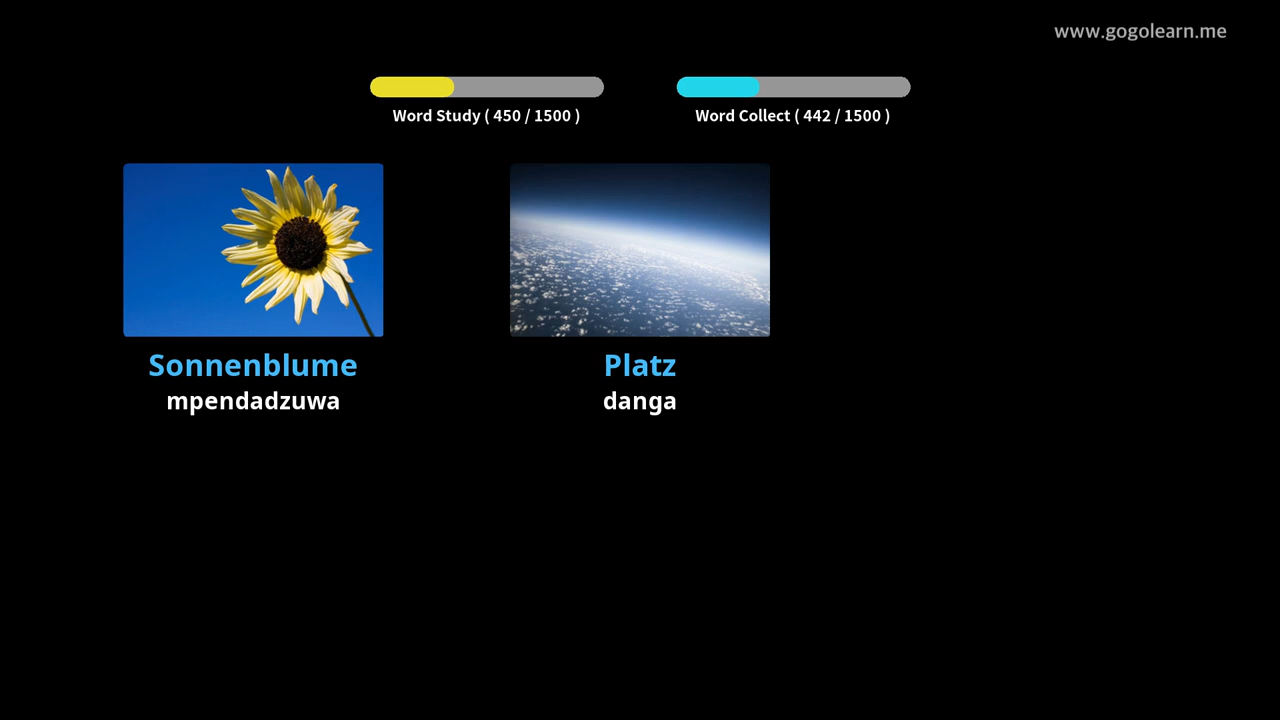 www.gogolearn.me
Word Study ( 450 / 1500 )
Word Collect ( 442 / 1500 )
Sonnenblume
mpendadzuwa
Platz
danga